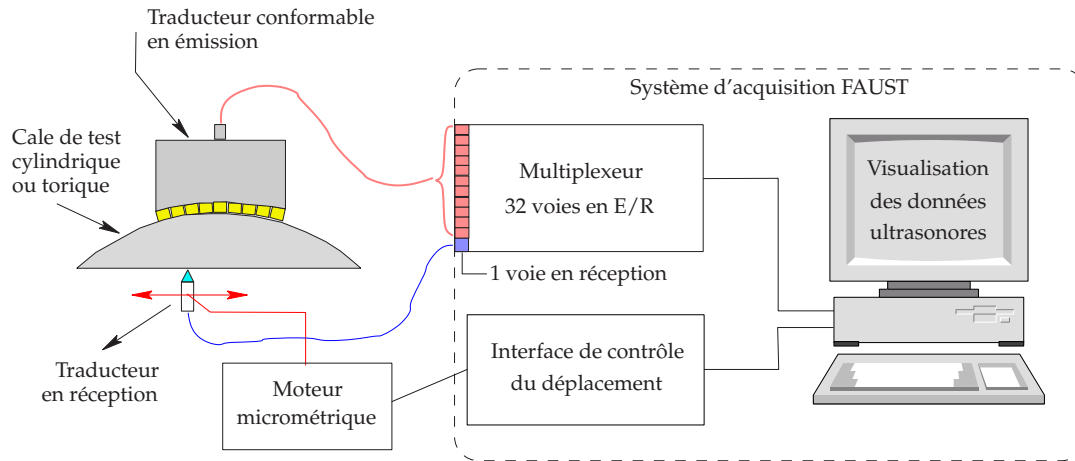 Traducteur conformable
en émission
Système d'acquisition FAUST
Cale de test
cylindrique
ou torique
Multiplexeur
32 voies en E/R
Visualisation
des données
ultrasonores
1 voie en réception
Traducteur
en réception
Moteur
micrométrique
Interface de contrôle
du déplacement